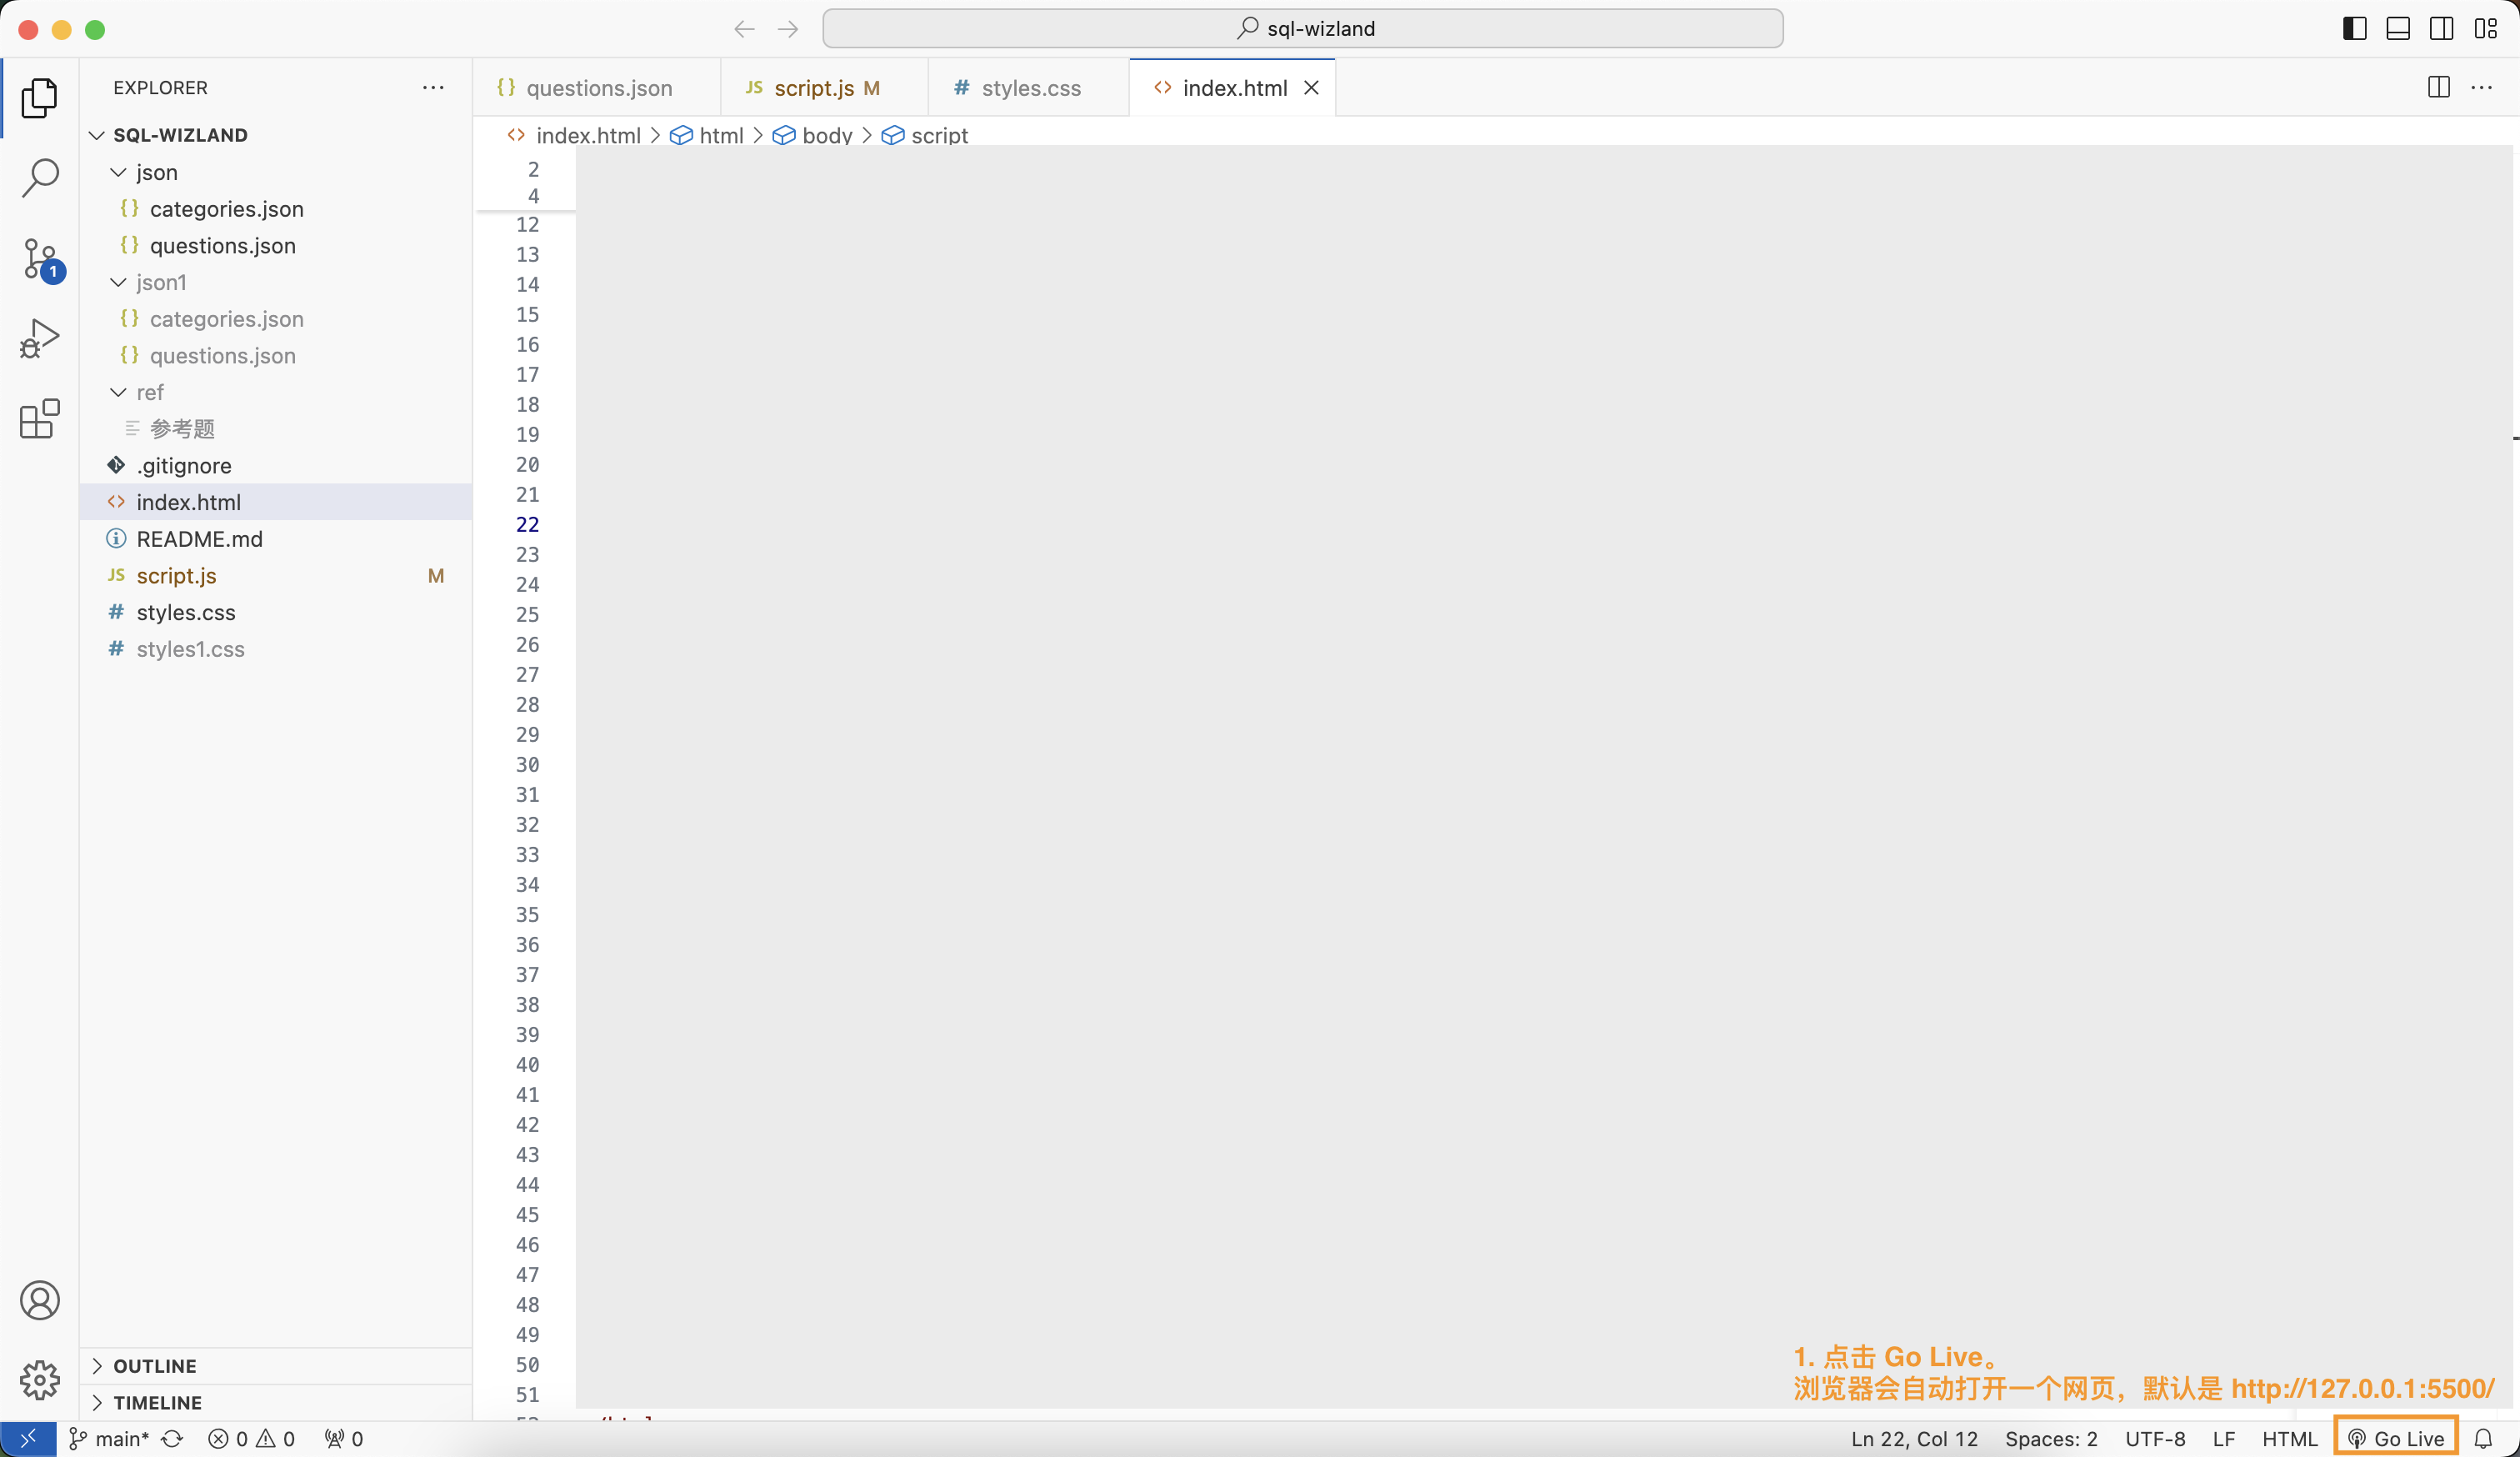 sql-wizland
EXPLORER
SQL-WIZLAND
json
{} categories.json
{} questions.json
json1
{} categories.json
{} questions.json
ref
参考题
.gitignore
<> index.html
README.md
JS script.js M
# styles.css
# styles1.css
OUTLINE
TIMELINE
1
{} questions.json
JS script.js M
# styles.css
<> index.html
<> index.html > html > body > script
2
4
12
13
14
15
16
17
18
19
20
21
22
23
24
25
26
27
28
29
30
31
32
33
34
35
36
37
38
39
40
41
42
43
44
45
46
47
48
49
50
51
1. 点击 Go Live。
浏览器会自动打开一个网页，默认是 http://127.0.0.1:5500/
main* 0 0 0
Ln 22, Col 12 Spaces: 2 UTF-8 LF HTML Go Live